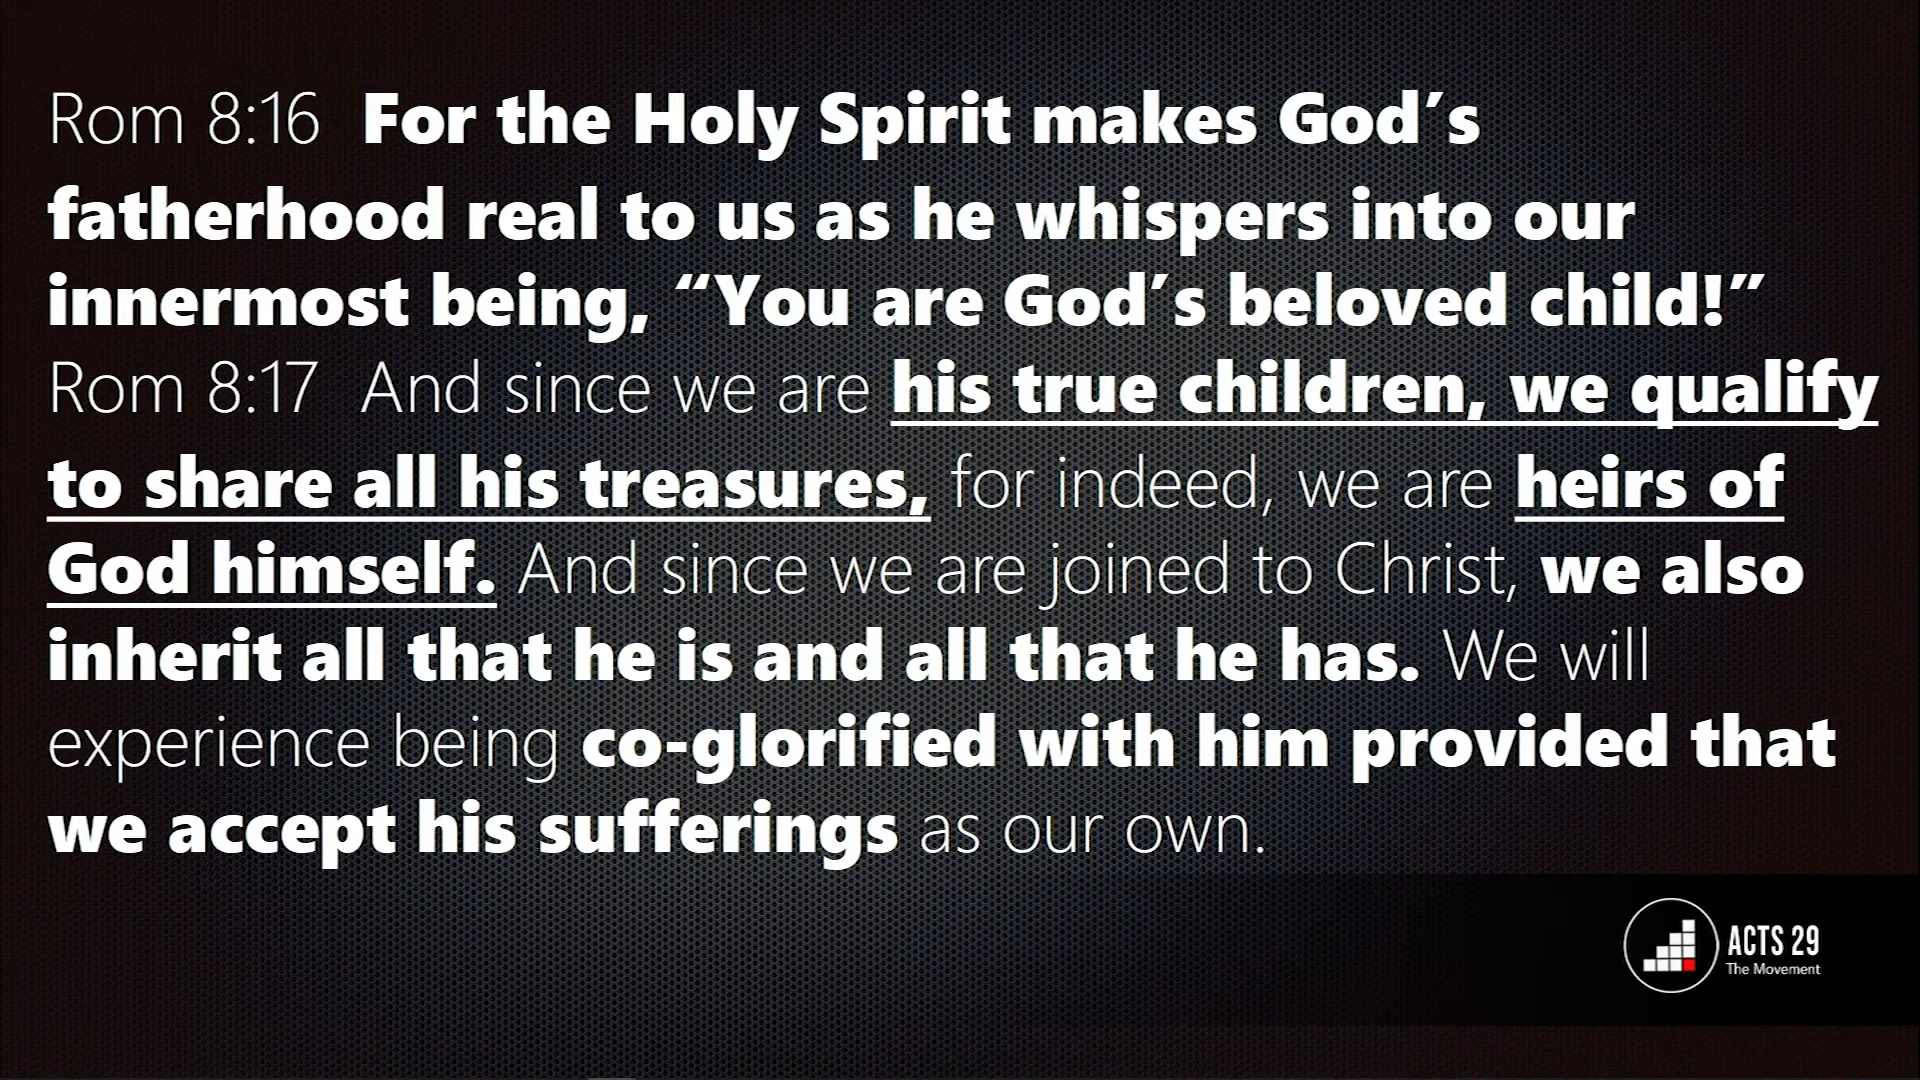 Rom 8:16  For the Holy Spirit makes God’s
fatherhood real to us as he whispers into our
innermost being, “You are God’s beloved child!”
Rom 8:17  And since we are his true children, we qualify
to share all his treasures, for indeed, we are heirs of
God himself. And since we are joined to Christ, we also
inherit all that he is and all that he has. We will
experience being co-glorified with him provided that
we accept his sufferings as our own.
ACTS 29
The Movement